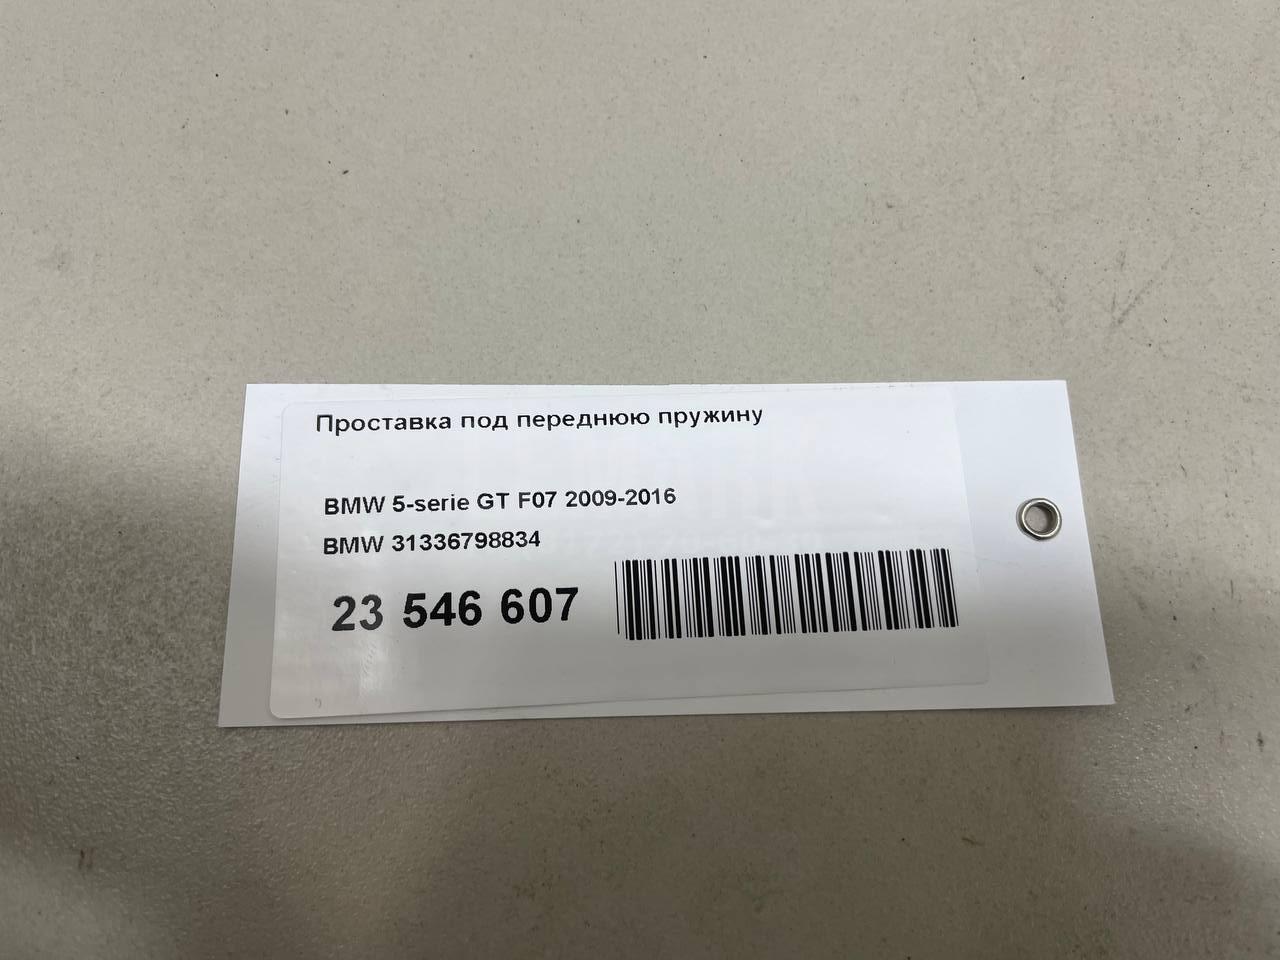 Проставка под переднюю пружину
BMW 5-serie GT F07 2009-2016
BMW 31336798834
23 546 607